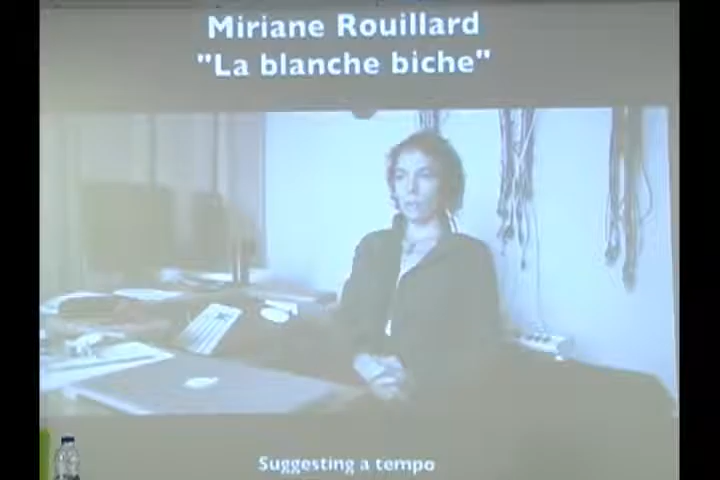 Miriane Rouillard
"La blanche biche"
Suggesting a tempo